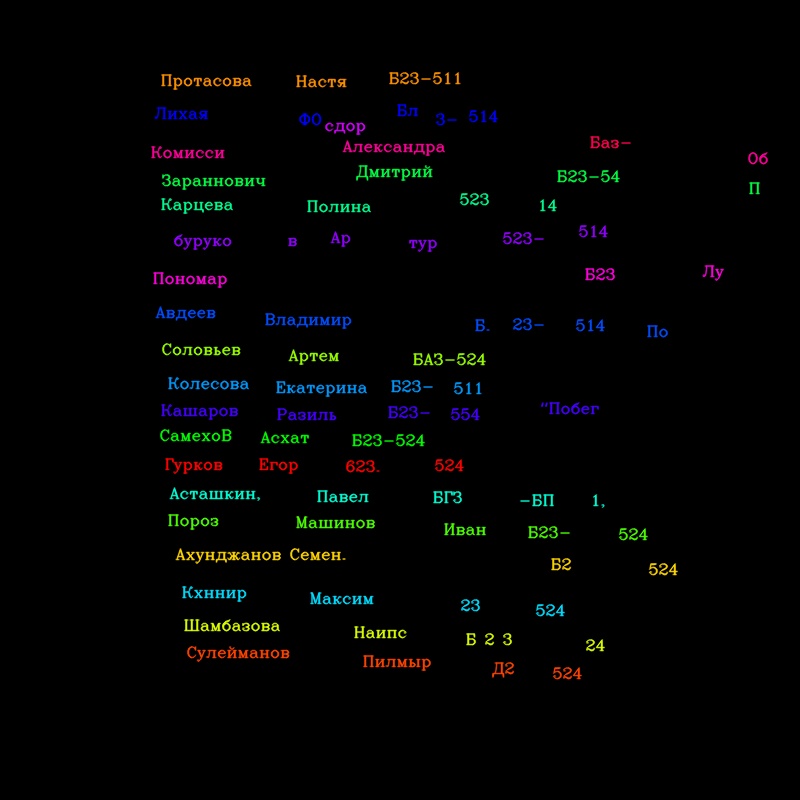 Протасова Настя Б23-511
Лихая ФО сдор Бл 3- 514
Комисси Александра Баз- Об
Зараннович Дмитрий Б23-54 П
Карцева Полина 523 14
буруко в Ар тур 523- 514
Пономар Б23 Лу
Авдеев Владимир Б. 23- 514 По
Соловьев Артем БАЗ-524
Колесова Екатерина Б23- 511
Кашаров Разиль Б23- 554 "Побег
СамехоВ Асхат Б23-524
Гурков Егор 623. 524
Асташкин, Павел БГЗ -БП 1,
Пороз Машинов Иван Б23- 524
Ахунджанов Семен. Б2 524
Кхннир Максим 23 524
Шамбазова Наипс Б 2 3 24
Сулейманов Пилмыр Д2 524